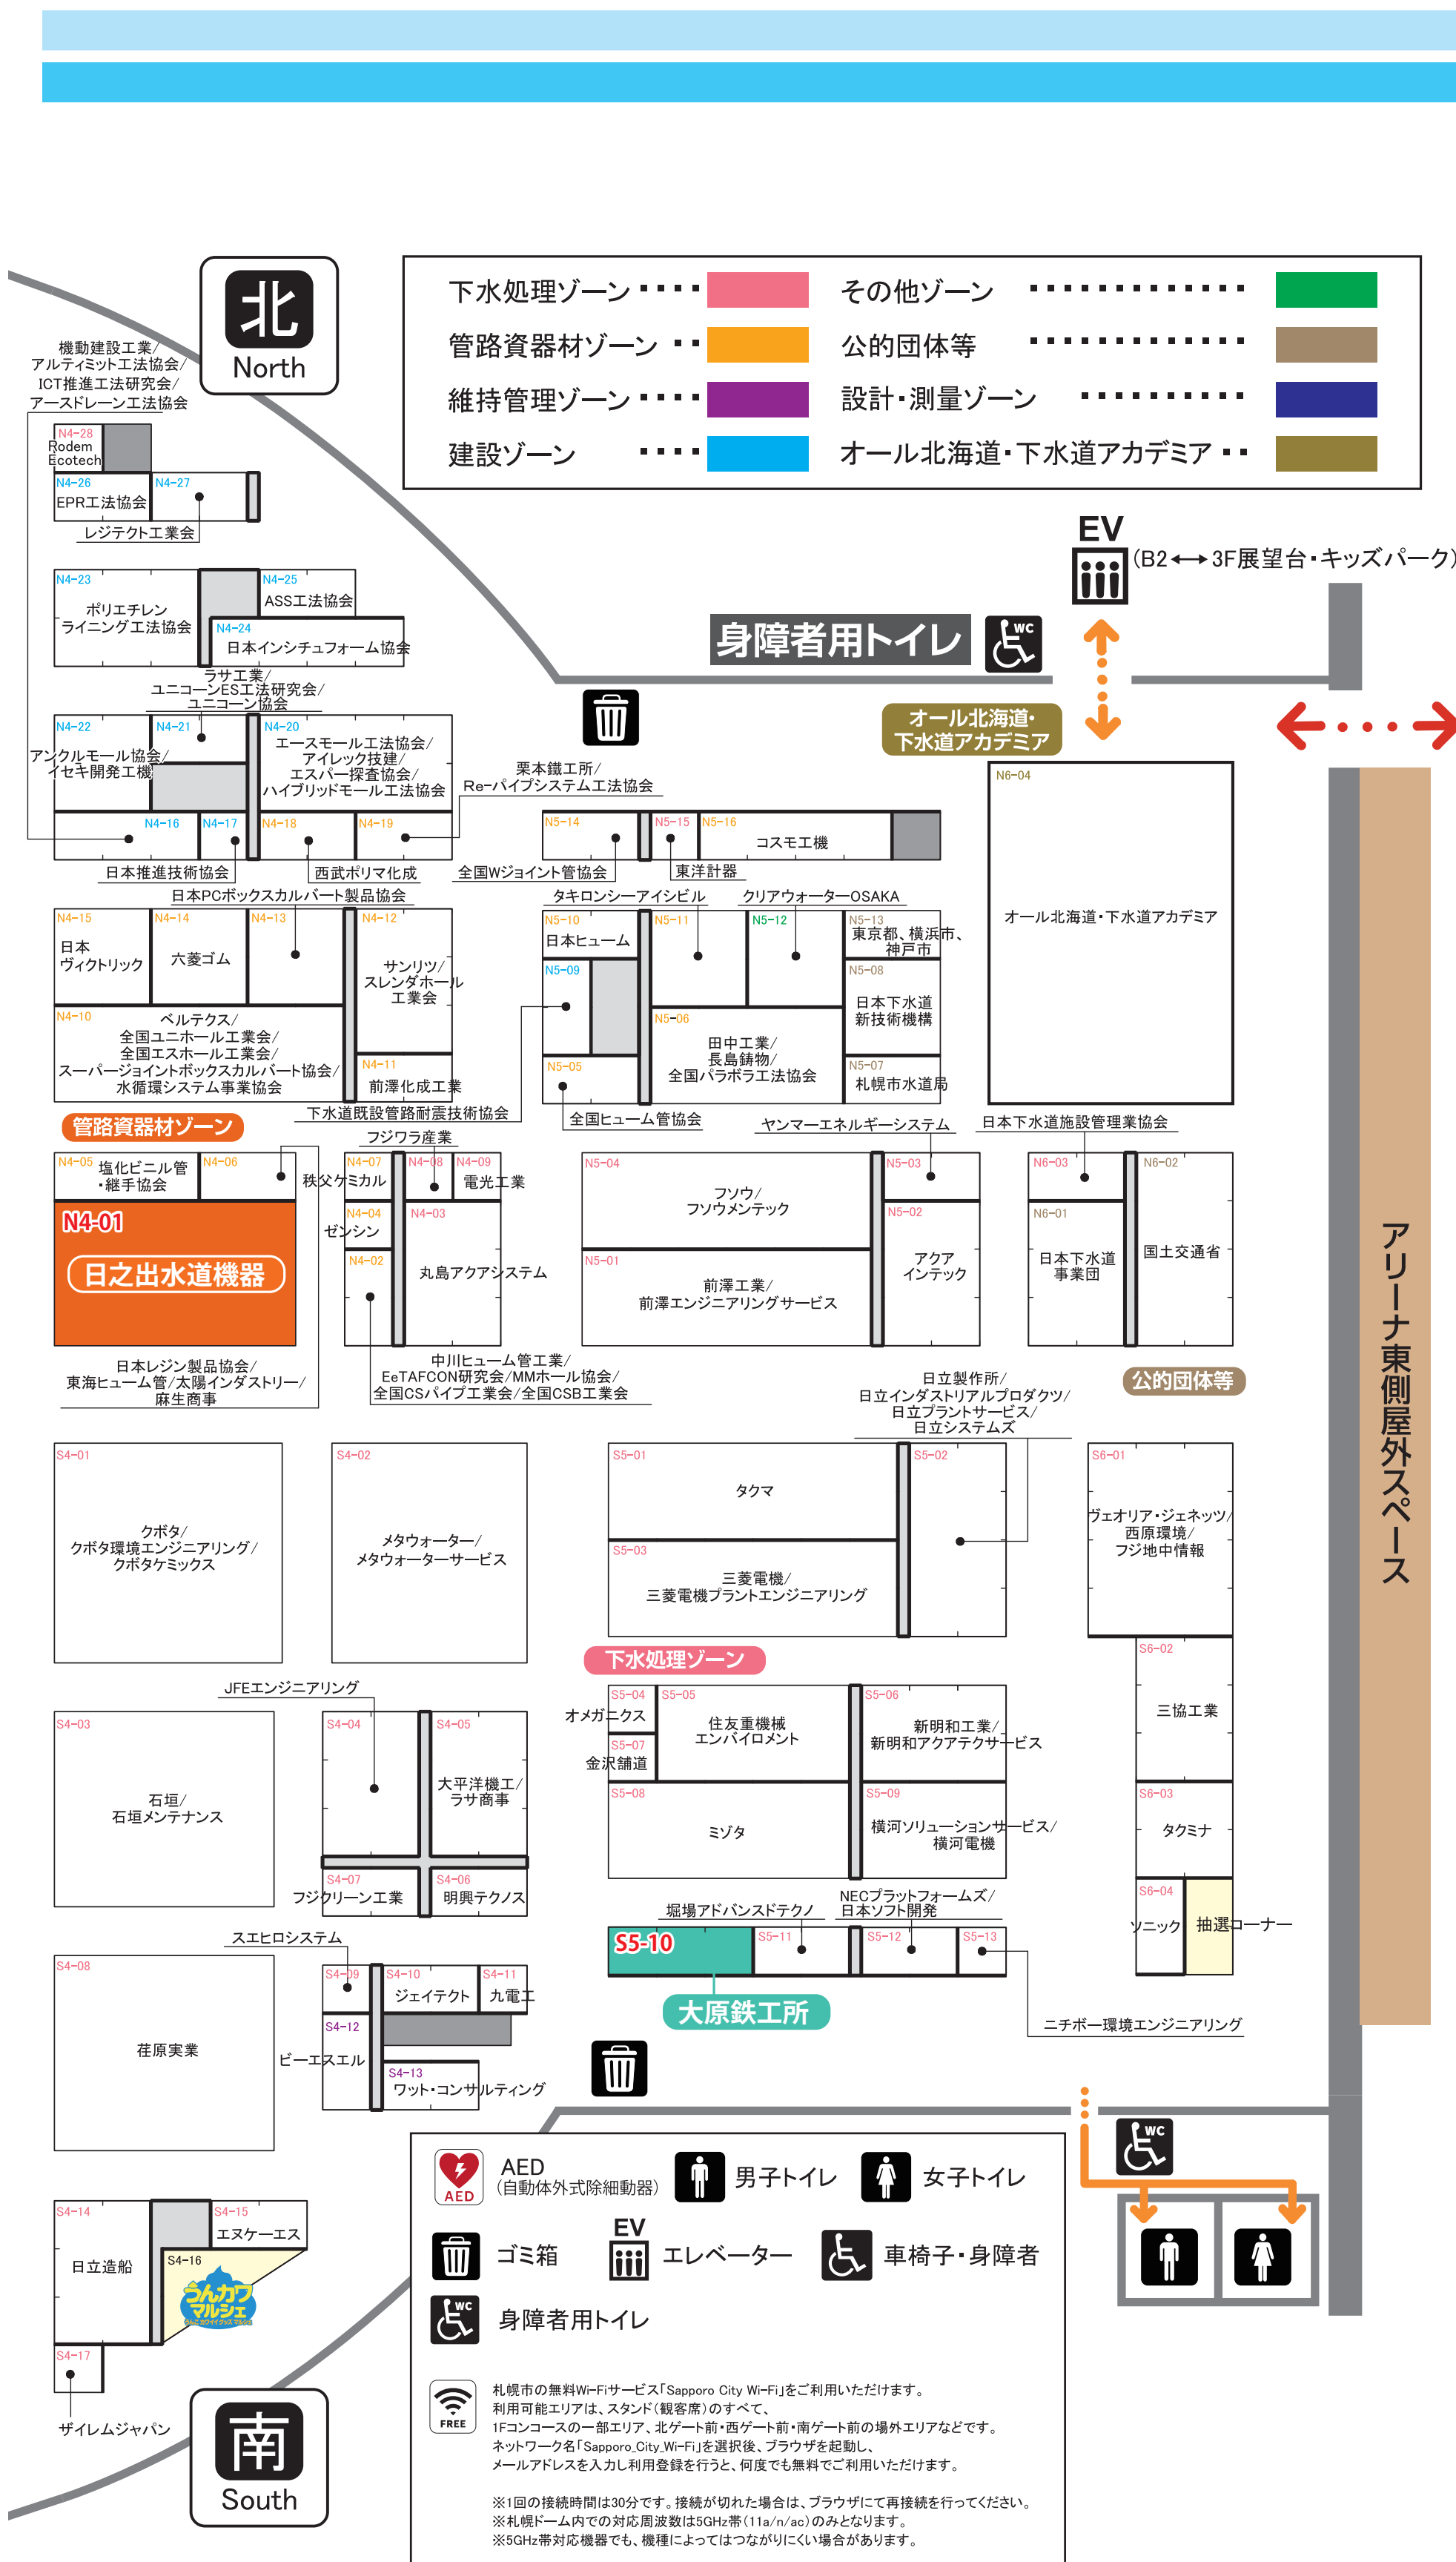 北
North
下水処理ゾーン
管路資器材ゾーン
維持管理ゾーン
建設ゾーン
その他ゾーン
公的団体等
設計・測量ゾーン
オール北海道・下水道アカデミア
機動建設工業/
アルティミット工法協会/
ICT推進工法研究会/
アースドレーン工法協会
N4-28
Rodem
Ecotech
N4-26
EPR工法協会
N4-27
レジテクト工業会
EV
(B2↔3F展望台・キッズパーク)
身障者用トイレ
WC
N4-23
ポリエチレン
ライニング工法協会
N4-25
ASS工法協会
N4-24
日本インシチュフォーム協会
ラサ工業/
ユニコーンES工法研究会/
ユニコーン協会
N4-22
アンクルモール協会/
イセキ開発工機
N4-21
N4-20
エースモール工法協会/
アイレック技建/
エスパー探査協会/
ハイブリッドモール工法協会
栗本鐵工所/
Re-パイプシステム工法協会
N4-16
N4-17
N4-18
N4-19
日本推進技術協会
西武ポリマ化成
N5-14
N5-15
N5-16
コスモ工機
全国Wジョイント管協会
東洋計器
オール北海道・
下水道アカデミア
N6-04
オール北海道・下水道アカデミア
日本PCボックスカルバート製品協会
N4-15
日本
ヴィクトリック
N4-14
六菱ゴム
N4-13
N4-12
サンリツ/
スレンダホール
工業会
N4-10
ベルテクス/
全国ユニホール工業会/
全国エスホール工業会/
スーパージョイントボックスカルバート協会/
水循環システム事業協会
N4-11
前澤化成工業
タキロンシーアイシビル
クリアウォーターOSAKA
N5-10
日本ヒューム
N5-11
N5-12
N5-13
東京都、横浜市、
神戸市
N5-09
N5-08
日本下水道
新技術機構
N5-06
田中工業/
長島鋳物/
全国パラボラ工法協会
N5-05
N5-07
札幌市水道局
下水道既設管路耐震技術協会
全国ヒューム管協会
管路資器材ゾーン
フジワラ産業
ヤンマーエネルギーシステム
日本下水道施設管理業協会
N4-05
塩化ビニル管
・継手協会
N4-06
N4-01
日之出水道機器
N4-07
秩父ケミカル
N4-08
N4-09
電光工業
N4-04
ゼンシン
N4-03
丸島アクアシステム
N4-02
N5-04
フソウ/
フソウメンテック
N5-03
N5-02
アクア
インテック
N5-01
前澤工業/
前澤エンジニアリングサービス
N6-03
N6-02
国土交通省
N6-01
日本下水道
事業団
日本レジン製品協会/
東海ヒューム管/太陽インダストリー/
麻生商事
中川ヒューム管工業/
EeTAFCON研究会/MMホール協会/
全国CSパイプ工業会/全国CSB工業会
日立製作所/
日立インダストリアルプロダクツ/
日立プラントサービス/
日立システムズ
公的団体等
アリーナ東側屋外スペース
S4-01
クボタ/
クボタ環境エンジニアリング/
クボタケミックス
S4-02
メタウォーター/
メタウォーターサービス
S5-01
タクマ
S5-02
S5-03
三菱電機/
三菱電機プラントエンジニアリング
S6-01
ヴェオリア・ジェネッツ/
西原環境/
フジ地中情報
下水処理ゾーン
S6-02
三協工業
JFEエンジニアリング
S4-03
石垣/
石垣メンテナンス
S4-04
S4-05
大平洋機工/
ラサ商事
S4-07
フジクリーン工業
S4-06
明興テクノス
S5-04
オメガニクス
S5-05
住友重機械
エンバイロメント
S5-06
新明和工業/
新明和アクアテクサービス
S5-07
金沢舗道
S5-08
ミゾタ
S5-09
横河ソリューションサービス/
横河電機
S6-03
タクミナ
S6-04
ソニック
抽選コーナー
堀場アドバンスドテクノ
NECプラットフォームズ/
日本ソフト開発
S5-10
S5-11
S5-12
S5-13
大原鉄工所
ニチボー環境エンジニアリング
スエヒロシステム
S4-08
荏原実業
S4-09
S4-10
ジェイテクト
S4-11
九電工
S4-12
ビーエスエル
S4-13
ワット・コンサルティング
S4-14
日立造船
S4-15
エヌケーエス
S4-16
うんカワ
マルシェ
うんこカワイイグッズマルシェ
S4-17
ザイレムジャパン
南
South
AED
AED
(自動体外式除細動器)
男子トイレ
女子トイレ
ゴミ箱
EV
エレベーター
車椅子・身障者
WC
身障者用トイレ
WC
FREE
札幌市の無料Wi-Fiサービス「Sapporo City Wi-Fi」をご利用いただけます。
利用可能エリアは、スタンド(観客席)のすべて、
1Fコンコースの一部エリア、北ゲート前・西ゲート前・南ゲート前の場外エリアなどです。
ネットワーク名「Sapporo_City_Wi-Fi」を選択後、ブラウザを起動し、
メールアドレスを入力し利用登録を行うと、何度でも無料でご利用いただけます。
※1回の接続時間は30分です。接続が切れた場合は、ブラウザにて再接続を行ってください。
※札幌ドーム内での対応周波数は5GHz帯(11a/n/ac)のみとなります。
※5GHz帯対応機器でも、機種によってはつながりにくい場合があります。